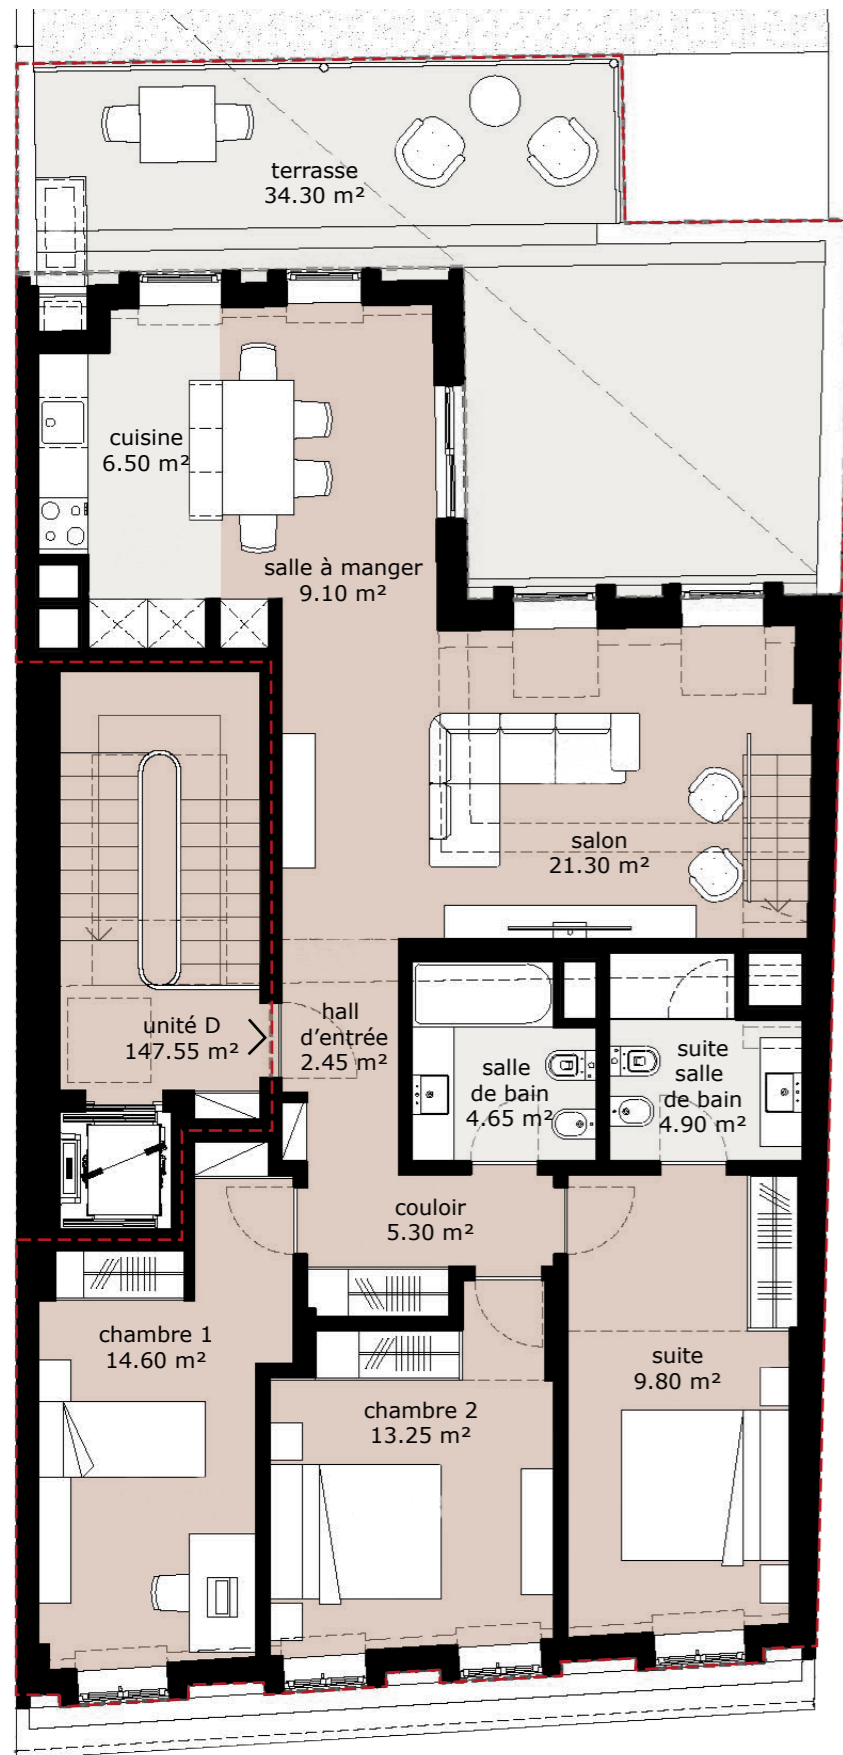 terrasse
34.30 m²
cuisine
6.50 m²
salle à manger
9.10 m²
salon
21.30 m²
unité D
147.55 m²
hall
d'entrée
2.45 m²
salle
de bain
4.65 m²
suite
salle
de bain
4.90 m²
couloir
5.30 m²
chambre 1
14.60 m²
chambre 2
13.25 m²
suite
9.80 m²